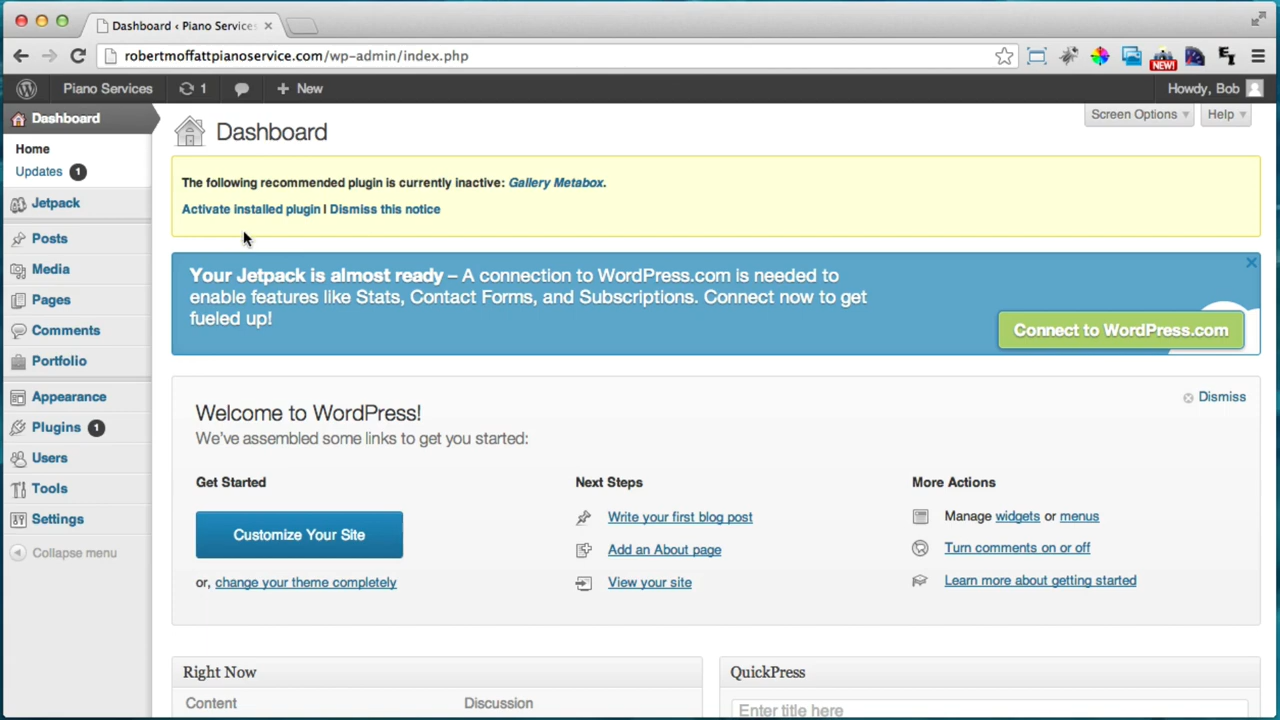 Dashboard ‹ Piano Services
robertmoffattpianoservice.com/wp-admin/index.php
NEW!
Piano Services
1
New
Howdy, Bob
Dashboard
Home
Updates 1
Jetpack
Posts
Media
Pages
Comments
Portfolio
Appearance
Plugins 1
Users
Tools
Settings
Collapse menu
Screen Options
Help
Dashboard
The following recommended plugin is currently inactive: Gallery Metabox.
Activate installed plugin | Dismiss this notice
Your Jetpack is almost ready – A connection to WordPress.com is needed to
enable features like Stats, Contact Forms, and Subscriptions. Connect now to get
fueled up!
Connect to WordPress.com
Welcome to WordPress!
Dismiss
We've assembled some links to get you started:
Get Started
Customize Your Site
or, change your theme completely
Next Steps
Write your first blog post
Add an About page
View your site
More Actions
Manage widgets or menus
Turn comments on or off
Learn more about getting started
Right Now
Content
Discussion
QuickPress
Enter title here